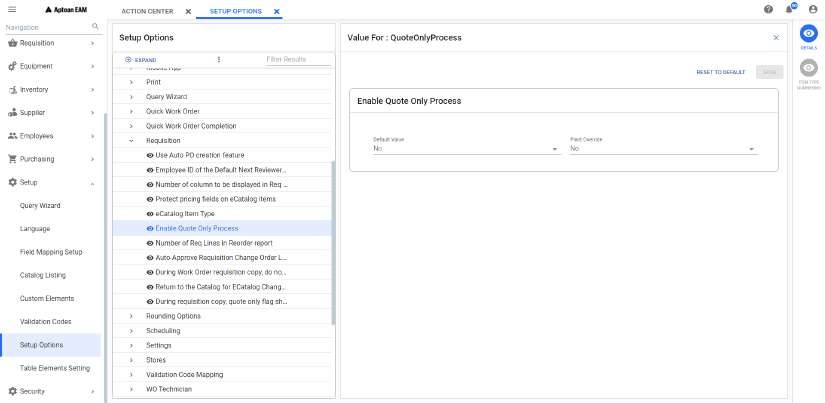 Aptean EAM
ACTION CENTER
SETUP OPTIONS
Navigation
Requisition
Equipment
Inventory
Supplier
Employees
Purchasing
Setup
Query Wizard
Language
Field Mapping Setup
Catalog Listing
Custom Elements
Validation Codes
Setup Options
Table Elements Setting
Security
Setup Options
EXPAND
Filter Results
Print
Query Wizard
Quick Work Order
Quick Work Order Completion
Requisition
Use Auto PO creation feature
Employee ID of the Default Next Reviewer...
Number of column to be displayed in Req ...
Protect pricing fields on eCatalog items
eCatalog Item Type
Enable Quote Only Process
Number of Req Lines in Reorder report
Auto-Approve Requisition Change Order L...
During Work Order requisition copy, do no...
Return to the Catalog for ECatalog Chang...
During requisition copy, quote only flag sh...
Rounding Options
Scheduling
Settings
Stores
Validation Code Mapping
WO Technician
Value For : QuoteOnlyProcess
RESET TO DEFAULT
SAVE
Enable Quote Only Process
Default Value
No
Plant Override
No
DETAILS